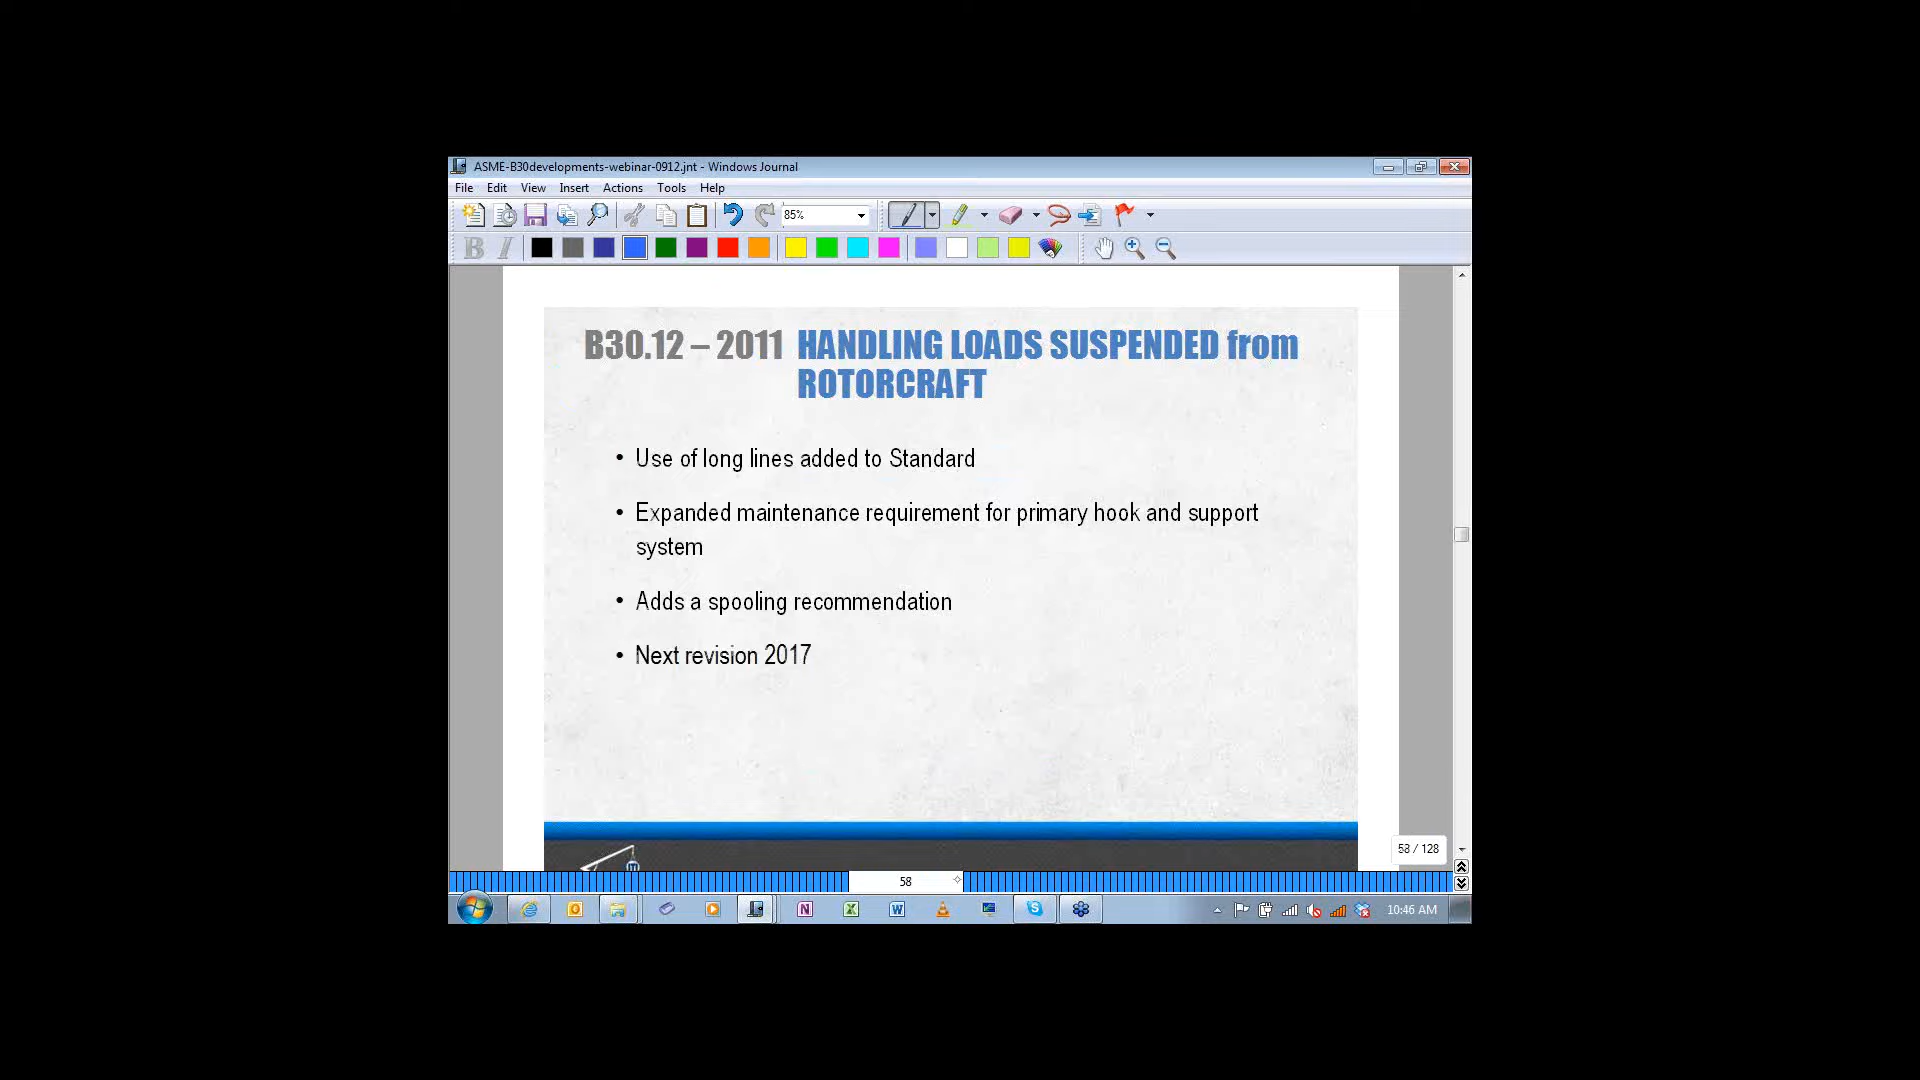 ASME-B30developments-webinar-0912.jnt - Windows Journal
File Edit View Insert Actions Tools Help
85%
B I
B30.12 – 2011 HANDLING LOADS SUSPENDED from
ROTORCRAFT
• Use of long lines added to Standard
• Expanded maintenance requirement for primary hook and support
system
• Adds a spooling recommendation
• Next revision 2017
58 / 128
58
10:46 AM